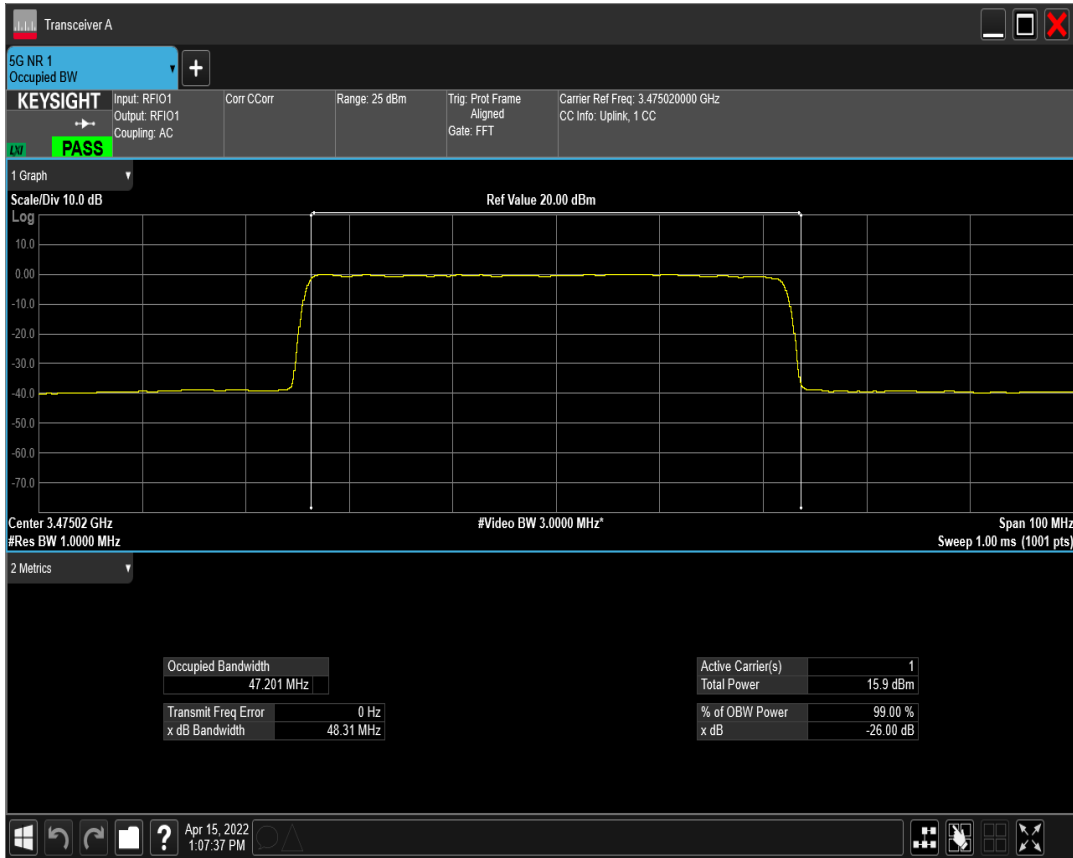 Transceiver A
5G NR 1
Occupied BW
KEYSIGHT
LXI
PASS
Input: RFIO1
Output: RFIO1
Coupling: AC
Corr CCorr
Range: 25 dBm
Trig: Prot Frame
Aligned
Gate: FFT
Carrier Ref Freq: 3.475020000 GHz
CC Info: Uplink, 1 CC
1 Graph
Scale/Div 10.0 dB
Ref Value 20.00 dBm
Log
10.0
0.00
-10.0
-20.0
-30.0
-40.0
-50.0
-60.0
-70.0
Center 3.47502 GHz
#Video BW 3.0000 MHz*
Span 100 MHz
#Res BW 1.0000 MHz
Sweep 1.00 ms (1001 pts)
2 Metrics
Occupied Bandwidth
47.201 MHz
Transmit Freq Error 0 Hz
x dB Bandwidth 48.31 MHz
Active Carrier(s) 1
Total Power 15.9 dBm
% of OBW Power 99.00 %
x dB -26.00 dB
?
Apr 15, 2022
1:07:37 PM